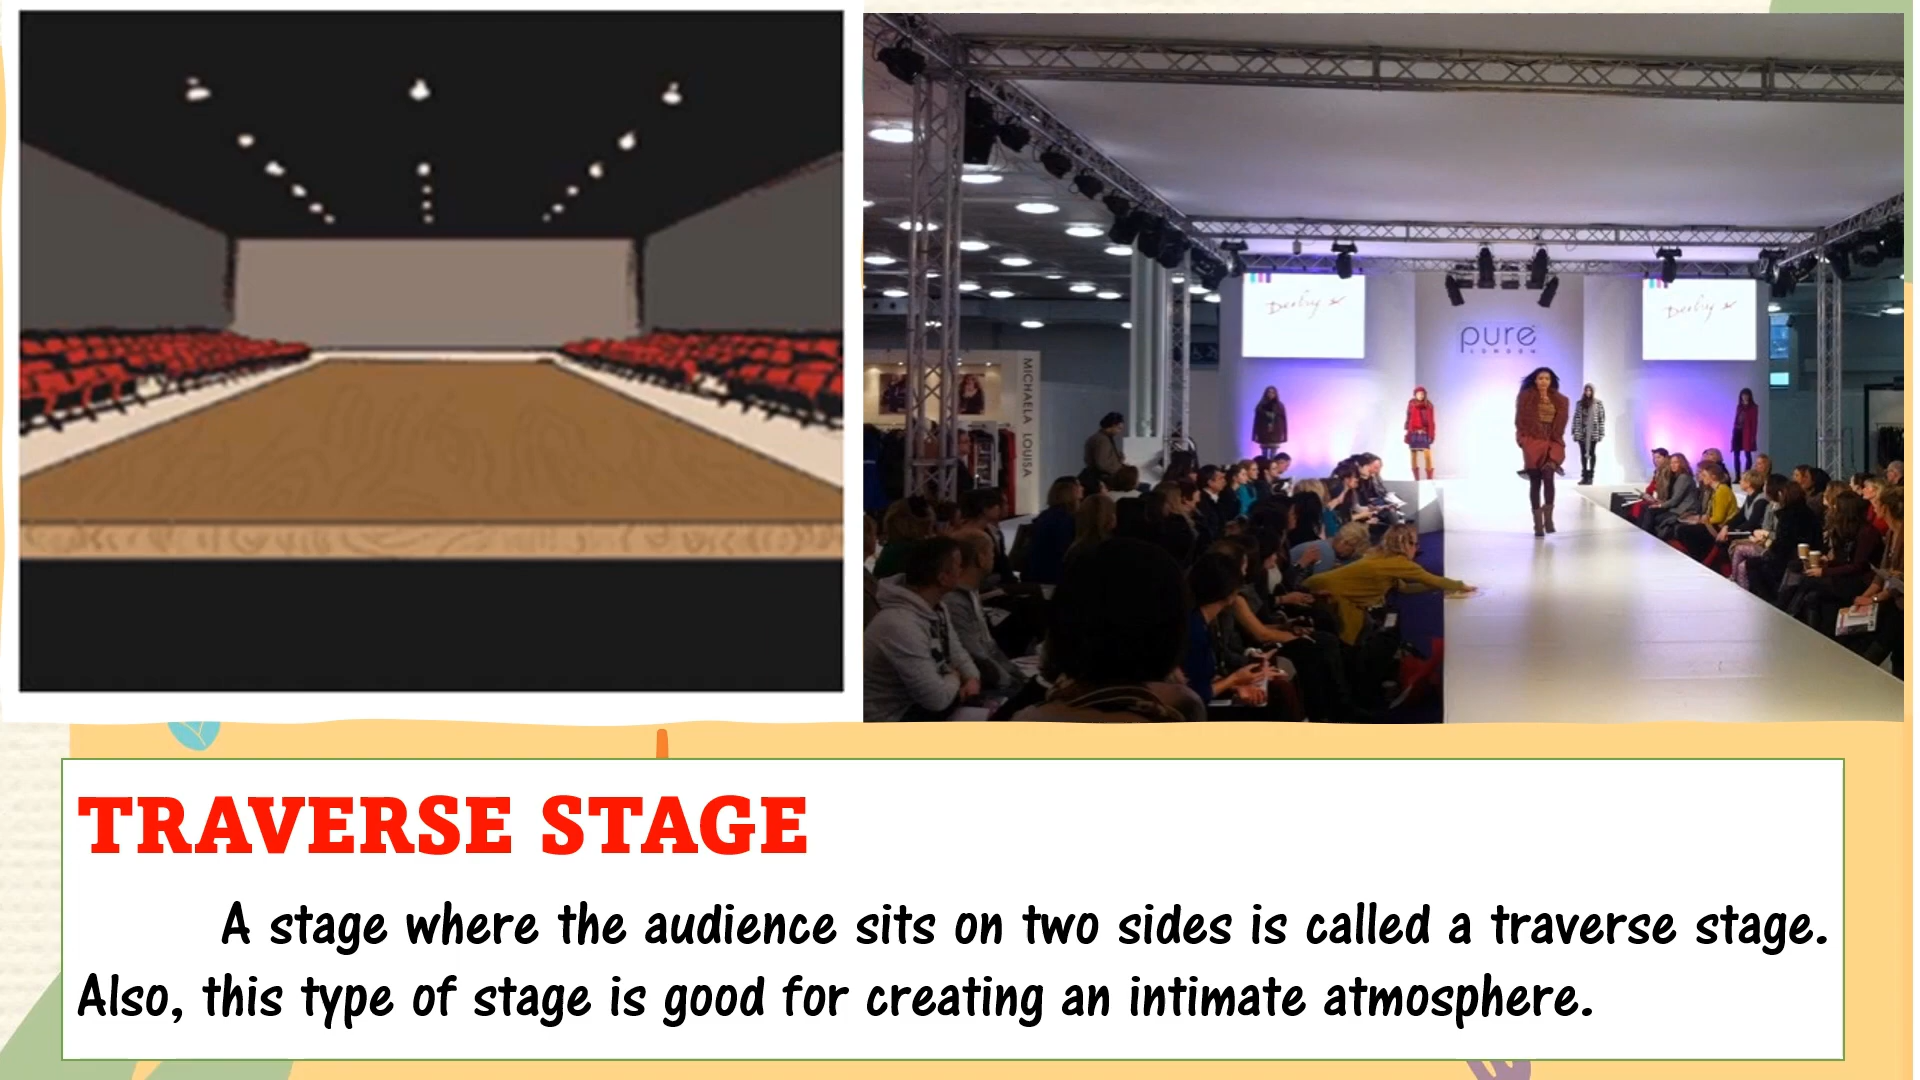 pure
LONDON
MICHAELA LOUISA
TRAVERSE STAGE
A stage where the audience sits on two sides is called a traverse stage.
Also, this type of stage is good for creating an intimate atmosphere.